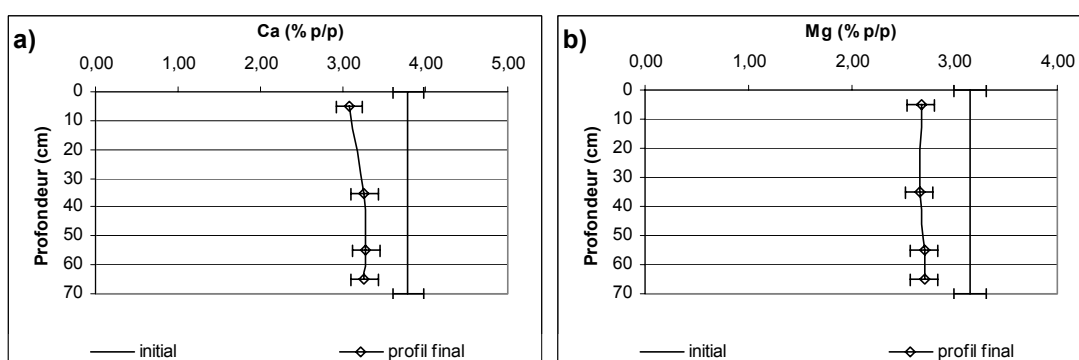 a)
Ca (% p/p)
0,00 1,00 2,00 3,00 4,00 5,00
0
10
20
30
40
50
60
70
Profondeur (cm)
initial profil final
b)
Mg (% p/p)
0,00 1,00 2,00 3,00 4,00
0
10
20
30
40
50
60
70
Profondeur (cm)
initial profil final